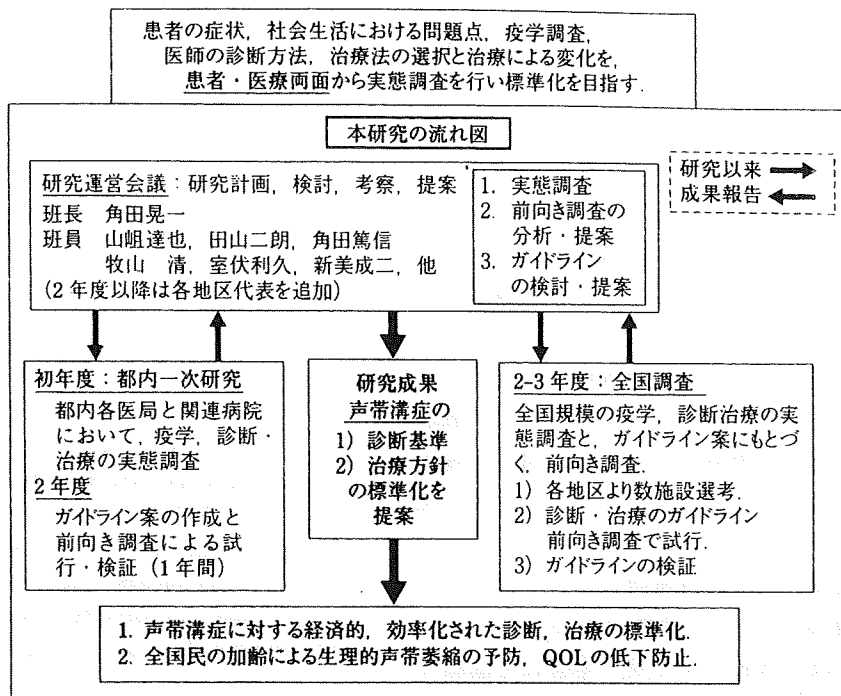 患者の症状，社会生活における問題点，疫学調査，
医師の診断方法，治療法の選択と治療による変化を，
患者・医療両面から実態調査を行い標準化を目指す．
本研究の流れ図
研究以来
成果報告
研究運営会議：研究計画，検討，考察，提案
班長　角田晃一
班員　山岨達也，田山二朗，角田篤信
牧山　清，室伏利久，新美成二，他
(2年度以降は各地区代表を追加)
1. 実態調査
2. 前向き調査の
分析・提案
3. ガイドライン
の検討・提案
初年度：都内一次研究
都内各医局と関連病院
において，疫学，診断・
治療の実態調査
2年度
ガイドライン案の作成と
前向き調査による試
行・検証（1年間）
研究成果
声帯溝症の
1) 診断基準
2) 治療方針
の標準化を
提案
2-3年度：全国調査
全国規模の疫学，診断治療の実
態調査と，ガイドライン案にもとづ
く，前向き調査．
1) 各地区より数施設選考．
2) 診断・治療のガイドライン
前向き調査で試行．
3) ガイドラインの検証
1. 声帯溝症に対する経済的，効率化された診断，治療の標準化．
2. 全国民の加齢による生理的声帯萎縮の予防，QOLの低下防止．